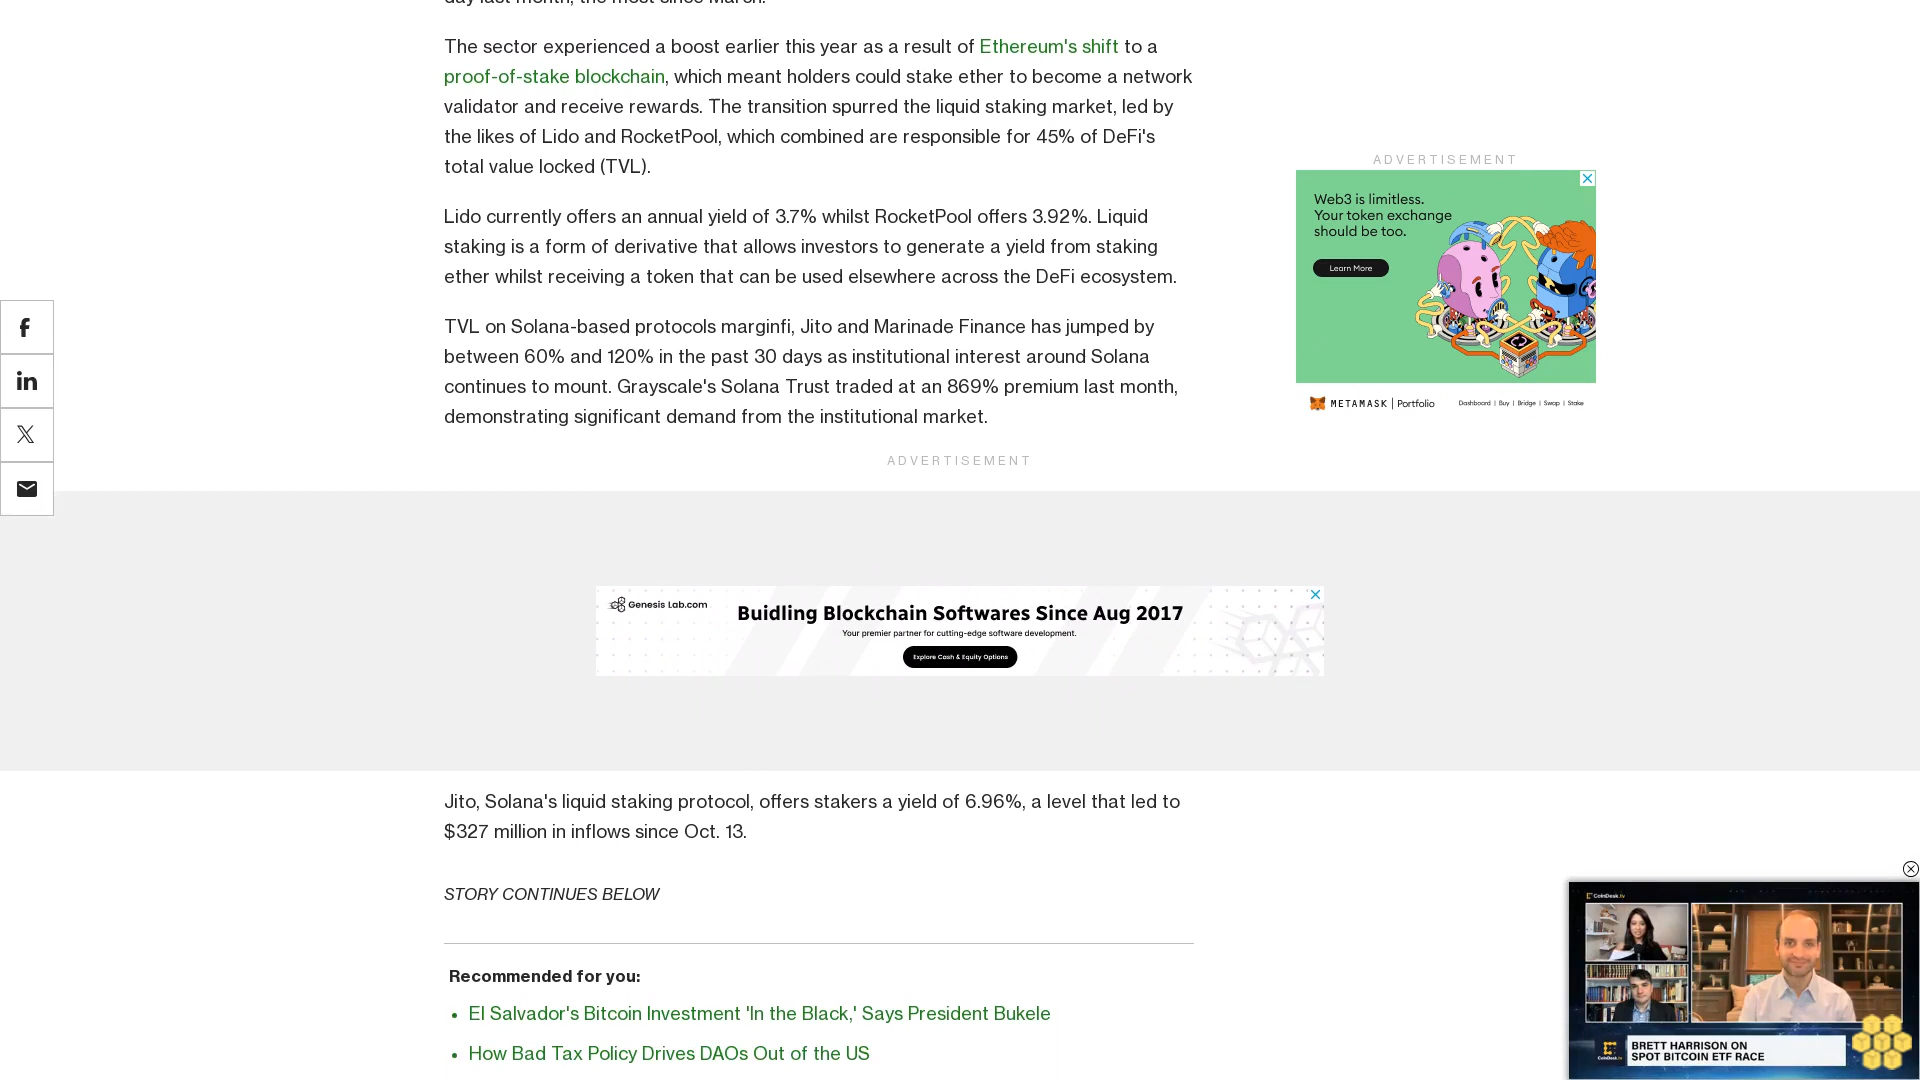 day last month, the most since March.
The sector experienced a boost earlier this year as a result of Ethereum's shift to a
proof-of-stake blockchain, which meant holders could stake ether to become a network
validator and receive rewards. The transition spurred the liquid staking market, led by
the likes of Lido and RocketPool, which combined are responsible for 45% of DeFi's
total value locked (TVL).
Lido currently offers an annual yield of 3.7% whilst RocketPool offers 3.92%. Liquid
staking is a form of derivative that allows investors to generate a yield from staking
ether whilst receiving a token that can be used elsewhere across the DeFi ecosystem.
TVL on Solana-based protocols marginfi, Jito and Marinade Finance has jumped by
between 60% and 120% in the past 30 days as institutional interest around Solana
continues to mount. Grayscale's Solana Trust traded at an 869% premium last month,
demonstrating significant demand from the institutional market.
ADVERTISEMENT
Web3 is limitless.
Your token exchange
should be too.
Learn More
METAMASK | Portfolio
Dashboard | Buy | Bridge | Swap | Stake
ADVERTISEMENT
Genesis Lab.com
Buidling Blockchain Softwares Since Aug 2017
Your premier partner for cutting-edge software development.
Explore Cash & Equity Options
Jito, Solana's liquid staking protocol, offers stakers a yield of 6.96%, a level that led to
$327 million in inflows since Oct. 13.
STORY CONTINUES BELOW
Recommended for you:
• El Salvador's Bitcoin Investment 'In the Black,' Says President Bukele
• How Bad Tax Policy Drives DAOs Out of the US
CoinDesk.tv
CoinDesk.tv
BRETT HARRISON ON
SPOT BITCOIN ETF RACE